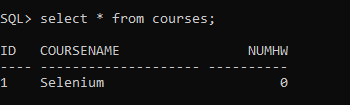 SQL> select * from courses;
ID   COURSENAME                NUMHW
---- -------------------- ----------
1    Selenium                      0